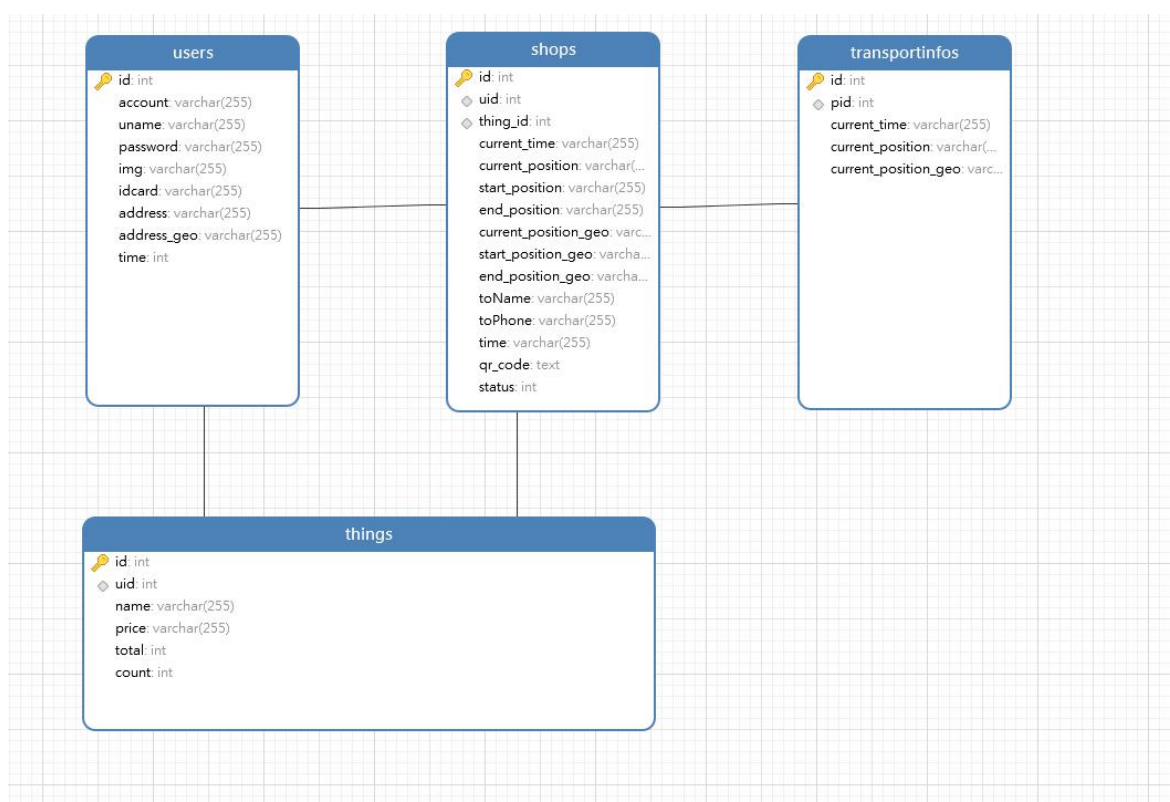 users
id: int
account: varchar(255)
uname: varchar(255)
password: varchar(255)
img: varchar(255)
idcard: varchar(255)
address: varchar(255)
address_geo: varchar(255)
time: int
shops
id: int
uid: int
thing_id: int
current_time: varchar(255)
current_position: varchar(...
start_position: varchar(255)
end_position: varchar(255)
current_position_geo: varc...
start_position_geo: varcha...
end_position_geo: varcha...
toName: varchar(255)
toPhone: varchar(255)
time: varchar(255)
qr_code: text
status: int
transportinfos
id: int
pid: int
current_time: varchar(255)
current_position: varchar(...
current_position_geo: varc...
things
id: int
uid: int
name: varchar(255)
price: varchar(255)
total: int
count: int